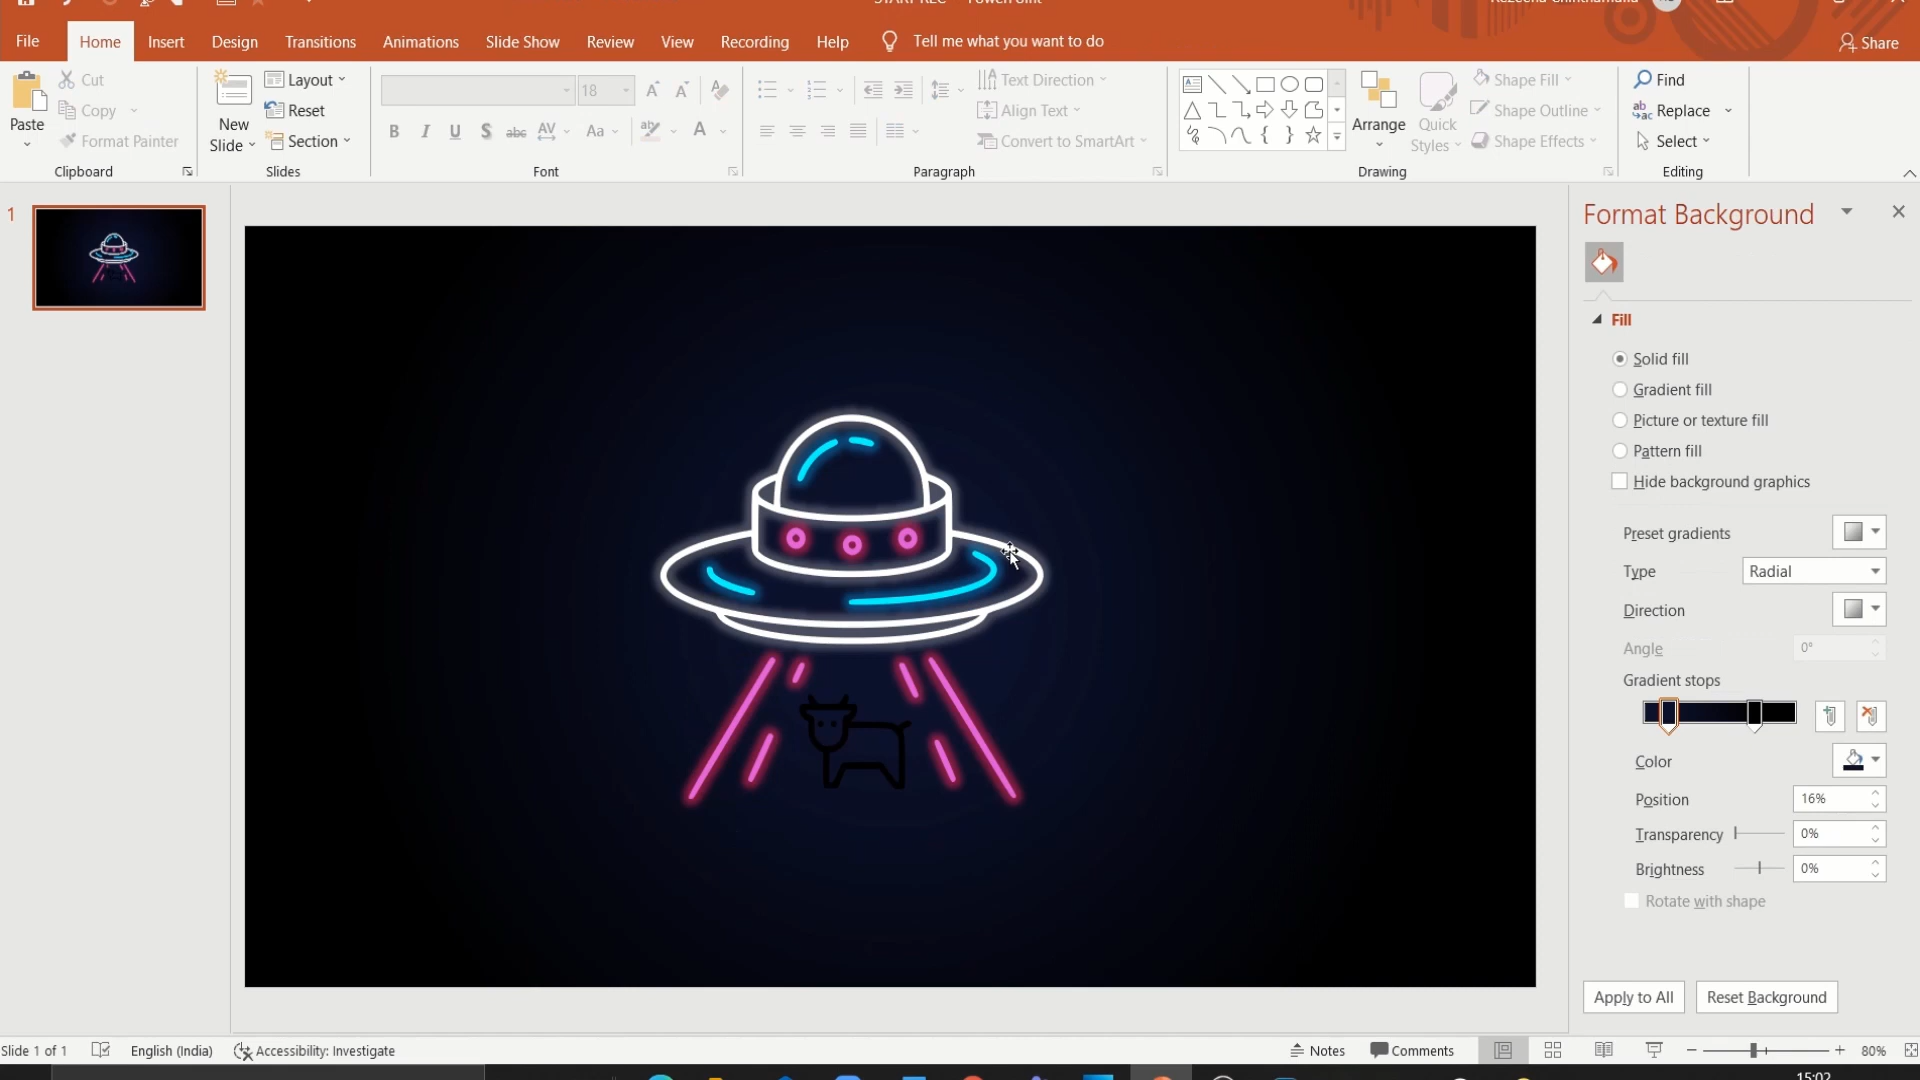 File Home Insert Design Transitions Animations Slide Show Review View Recording Help Tell me what you want to do Share
Paste
Cut
Copy
Format Painter
Clipboard
New Slide
Layout
Reset
Section
Slides
18
B I U S abc AV Aa A
Font
Text Direction
Align Text
Convert to SmartArt
Paragraph
Arrange
Quick Styles
Shape Fill
Shape Outline
Shape Effects
Drawing
Find
Replace
Select
Editing
1
Format Background
Fill
Solid fill
Gradient fill
Picture or texture fill
Pattern fill
Hide background graphics
Preset gradients
Type Radial
Direction
Angle 0°
Gradient stops
Color
Position 16%
Transparency 0%
Brightness 0%
Rotate with shape
Apply to All Reset Background
Slide 1 of 1 English (India) Accessibility: Investigate Notes Comments 80%
15:02